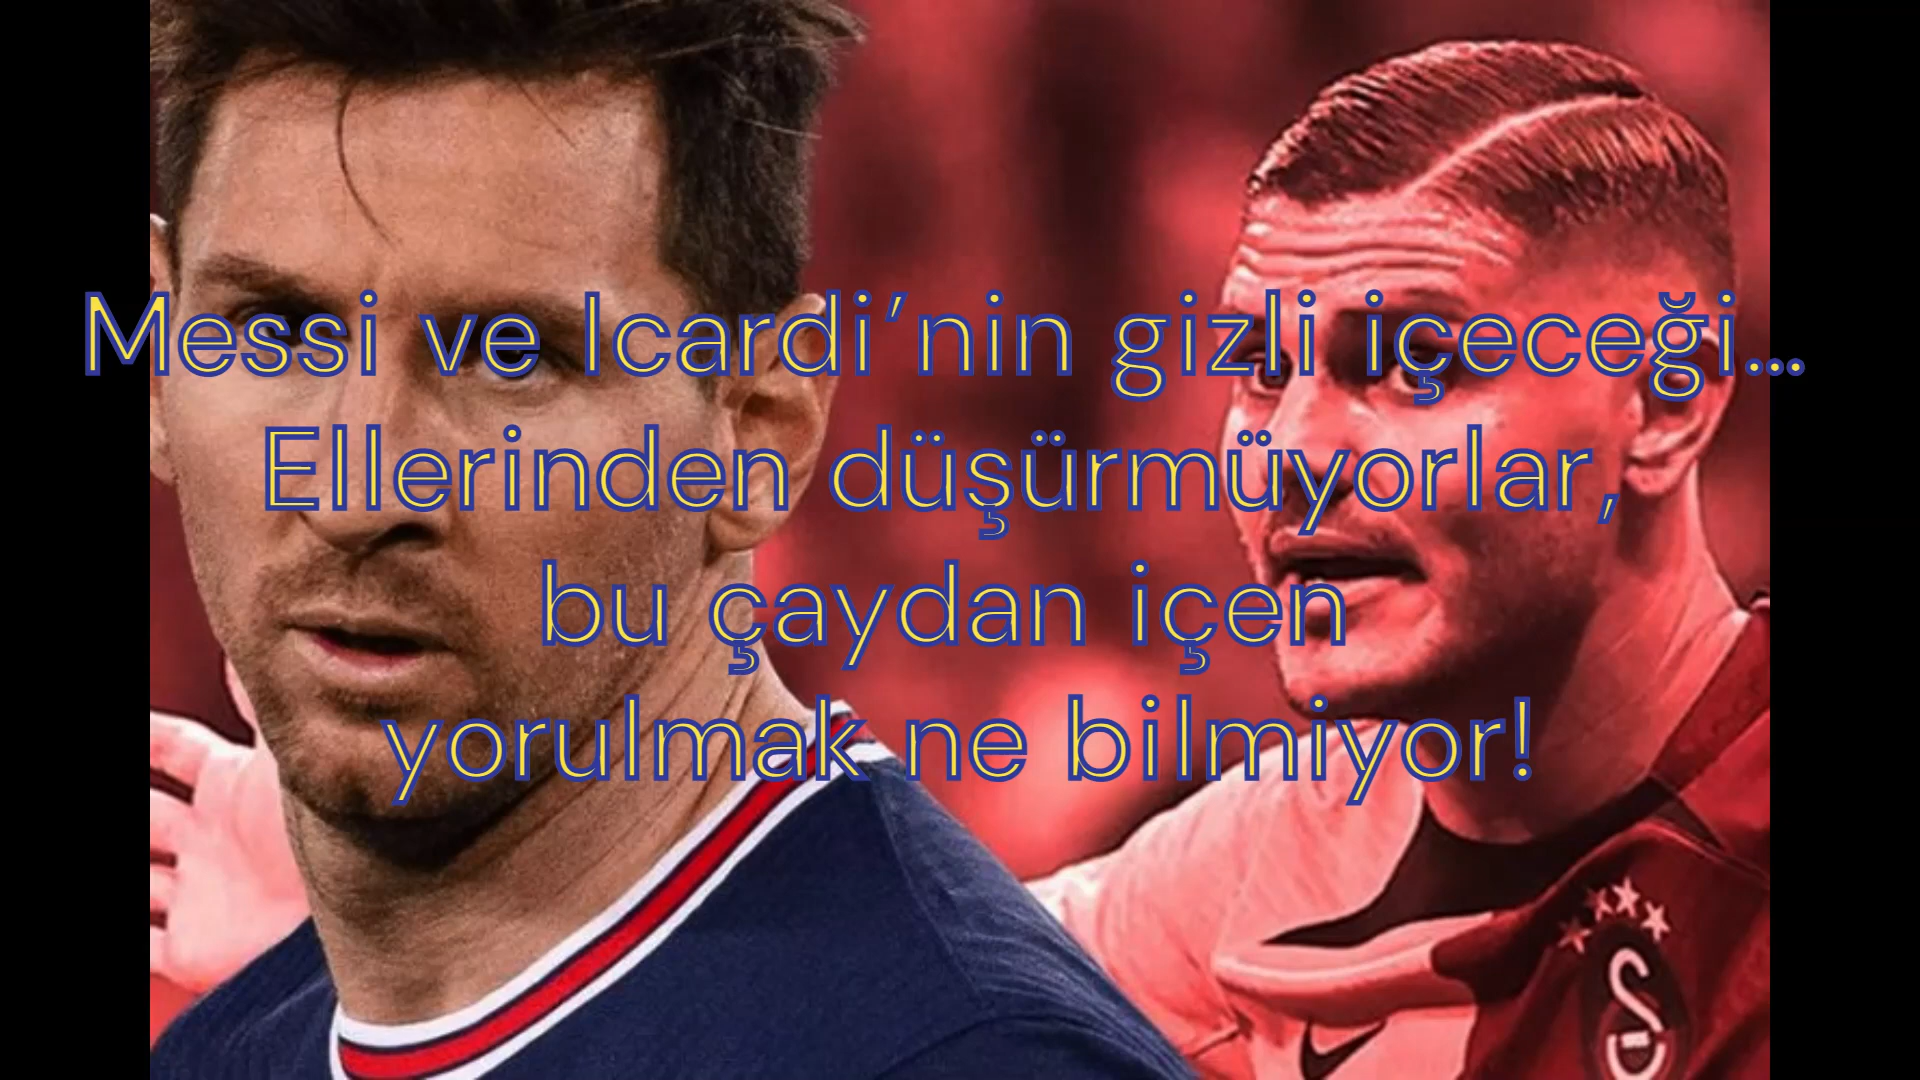 Messi ve Icardi’nin gizli içeceği...
Ellerinden düşürmüyorlar,
bu çaydan içen
yorulmak ne bilmiyor!